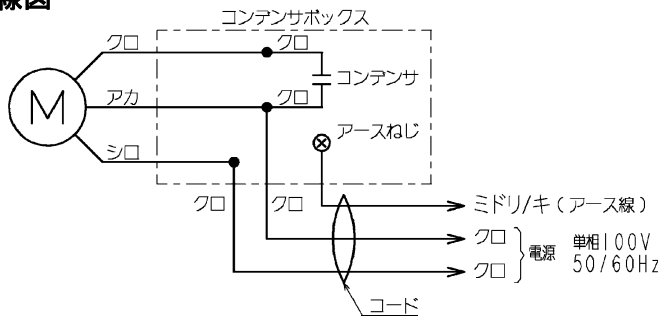 線図
コンデンサボックス
クロ
クロ
コンデンサ
M
アカ
クロ
アースねじ
シロ
クロ
クロ
ミドリ/キ(アース線)
クロ
クロ
電源
単相100V
50/60Hz
コード